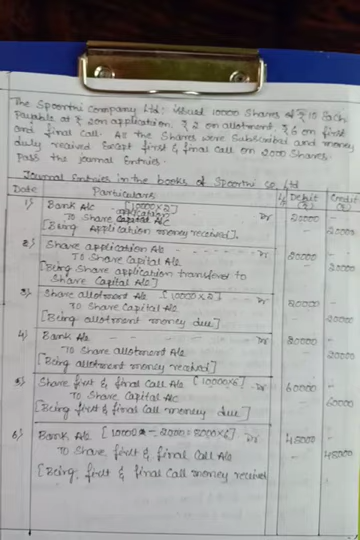 The Spoorthi company Ltd: issued 10000 shares of ₹10 Each
Payable at ₹ 2on application, ₹ 2 on allotment, ₹ 6 on first
and final call. All the shares were Subscribed and money
duly received Except first & final call on 2000 shares.
Pass the journal Entries.
Journal Entries in the books of Spoorthi co. Ltd
Date Particulars Debit (₹) Credit (₹)
1) Bank A/c [10000×2] Dr 20000 -
To Share application A/c - 20000
[Being Application money received].
2) Share application A/c 20000 -
To Share Capital A/c - 20000
[Being Share application transfered to
Share Capital A/c]
3) Share allotment A/c [10000×2] Dr 20000 -
To Share Capital A/c - 20000
[Being allotment money due]
4) Bank A/c Dr 20000 -
To Share allotment A/c - 20000
[Being allotment money received]
5) Share first & final Call A/c [10000×6] Dr 60000 -
To Share Capital A/c - 60000
[Being first & final Call money due]
6) Bank A/c [10000 - 2000 = 8000×6] Dr 48000 -
To Share first & final Call A/c - 48000
[Being first & final Call money received